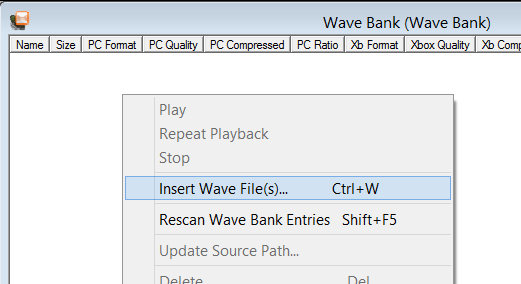 Wave Bank (Wave Bank)
Name Size PC Format PC Quality PC Compressed PC Ratio Xb Format Xbox Quality Xb Comp
Play
Repeat Playback
Stop
Insert Wave File(s)... Ctrl+W
Rescan Wave Bank Entries Shift+F5
Update Source Path...
Delete Del